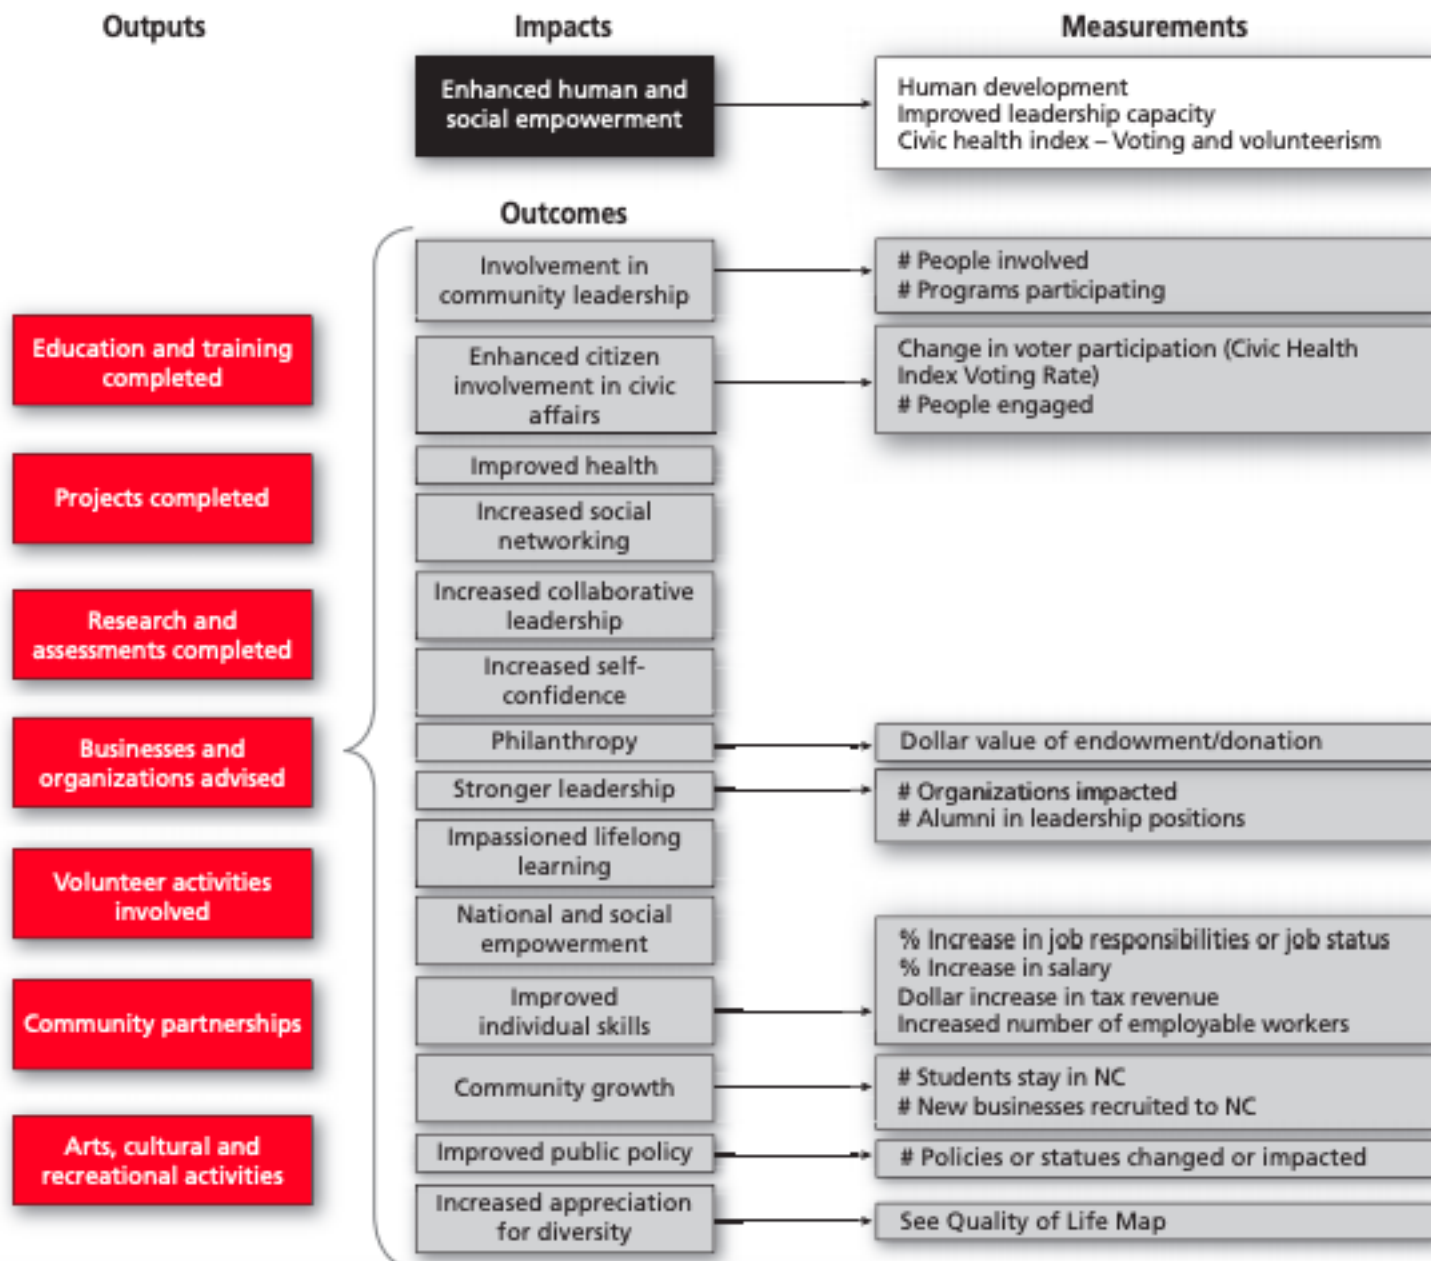 Outputs
Impacts
Measurements
Enhanced human and
social empowerment
Human development
Improved leadership capacity
Civic health index – Voting and volunteerism
Outcomes
Involvement in
community leadership
# People involved
# Programs participating
Education and training
completed
Enhanced citizen
involvement in civic
affairs
Change in voter participation (Civic Health
Index Voting Rate)
# People engaged
Improved health
Projects completed
Increased social
networking
Increased collaborative
leadership
Research and
assessments completed
Increased self-
confidence
Philanthropy
Dollar value of endowment/donation
Businesses and
organizations advised
Stronger leadership
# Organizations impacted
# Alumni in leadership positions
Impassioned lifelong
learning
Volunteer activities
involved
National and social
empowerment
% Increase in job responsibilities or job status
% Increase in salary
Dollar increase in tax revenue
Increased number of employable workers
Improved
individual skills
Community partnerships
Community growth
# Students stay in NC
# New businesses recruited to NC
Arts, cultural and
recreational activities
Improved public policy
# Policies or statues changed or impacted
Increased appreciation
for diversity
See Quality of Life Map